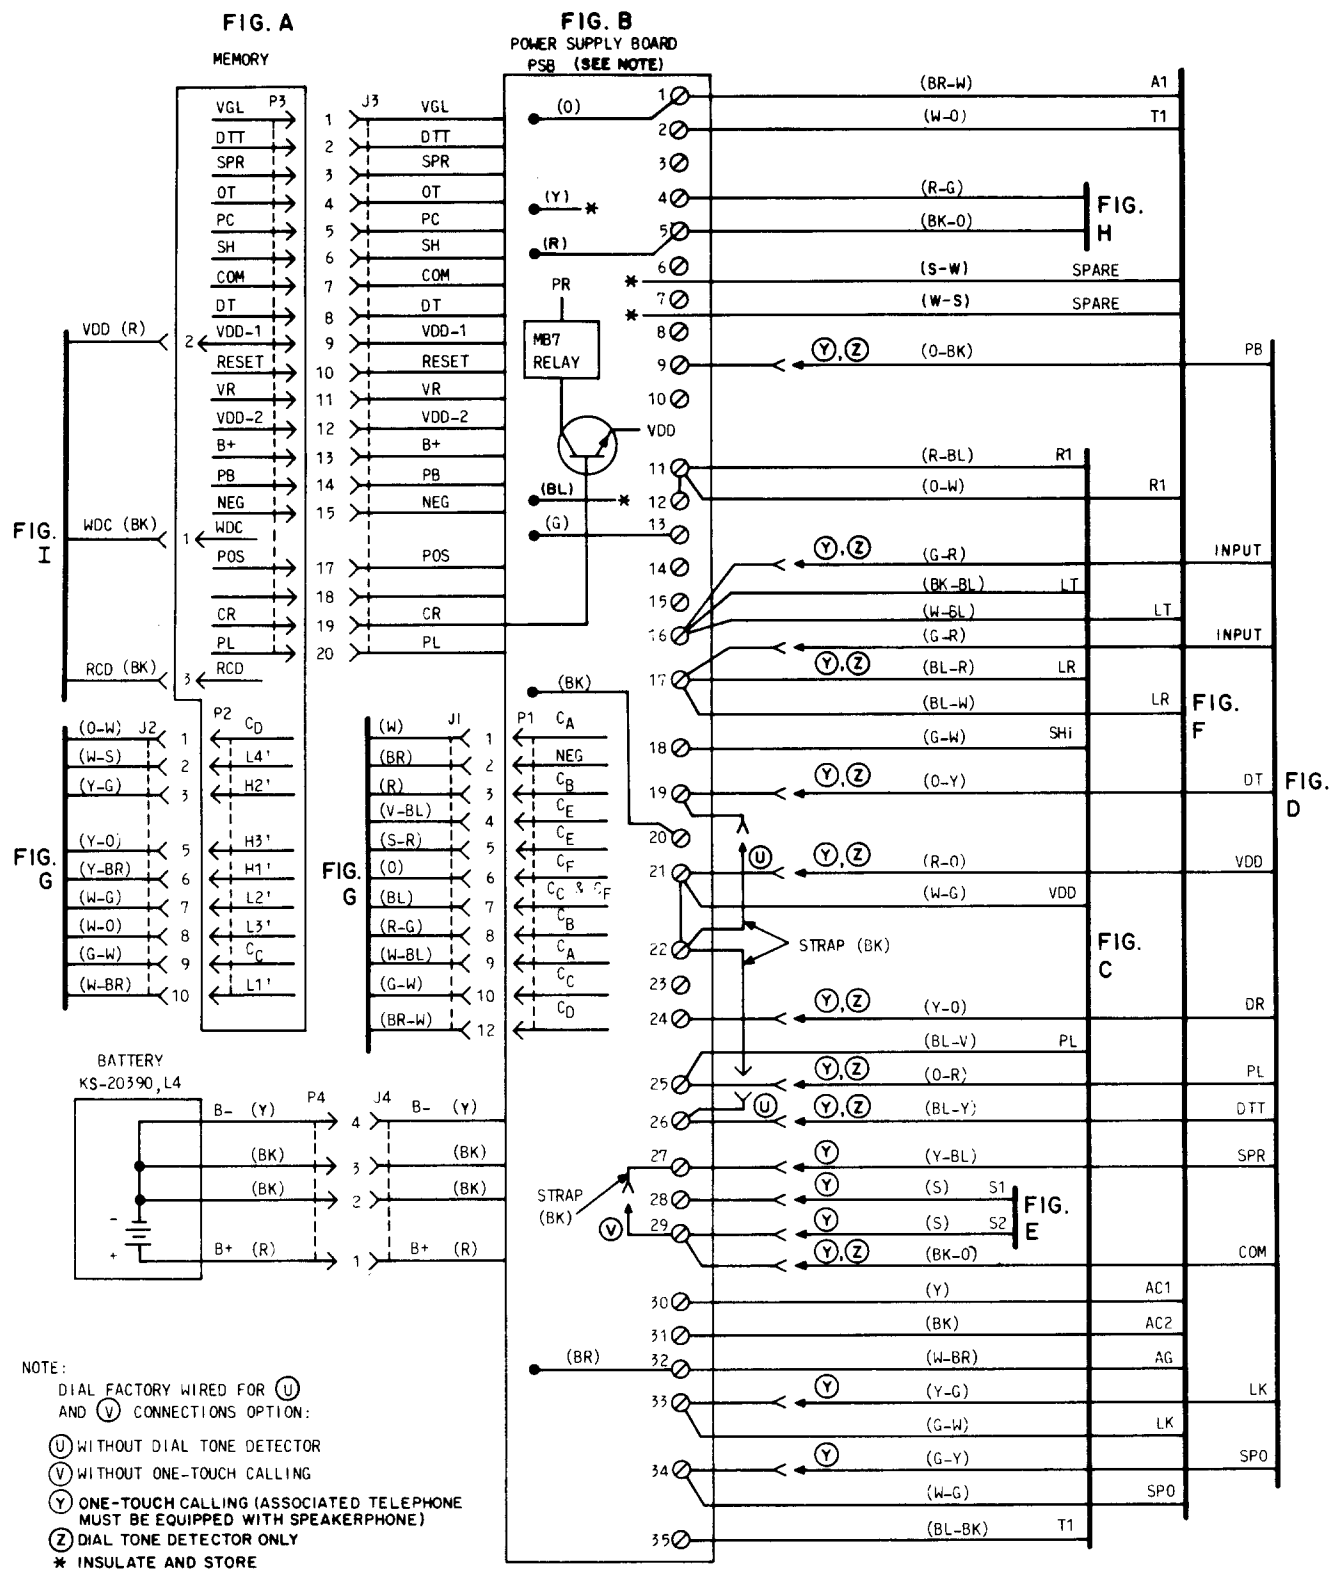 FIG. A
MEMORY
FIG. B
POWER SUPPLY BOARD
PSB (SEE NOTE)
P3
J3
VGL 1 VGL
DTT 2 DTT
SPR 3 SPR
OT 4 OT
PC 5 PC
SH 6 SH
COM 7 COM
DT 8 DT
VDD (R) 2 VDD-1 9 VDD-1
RESET 10 RESET
VR 11 VR
VDD-2 12 VDD-2
B+ 13 B+
PB 14 PB
NEG 15 NEG
FIG. I
WDC (BK) 1 WDC
POS 17 POS
18
CR 19 CR
PL 20 PL
RCD (BK) 3 RCD
J2 P2
(O-W) 1 CD
(W-S) 2 L4'
(Y-G) 3 H2'
(Y-O) 5 H3'
(Y-BR) 6 H1'
(W-G) 7 L2'
(W-O) 8 L3'
(G-W) 9 CC
(W-BR) 10 L1'
FIG. G
J1 P1
(W) 1 CA
(BR) 2 NEG
(R) 3 CB
(V-BL) 4 CE
(S-R) 5 CE
(O) 6 CF
(BL) 7 CC & CF
(R-G) 8 CB
(W-BL) 9 CA
(G-W) 10 CC
(BR-W) 12 CD
FIG. G
BATTERY
KS-20390, L4
P4 J4
B- (Y) 4 B- (Y)
(BK) 3 (BK)
(BK) 2 (BK)
B+ (R) 1 B+ (R)
-
+
(O)
(Y) *
(R)
PR
MB7
RELAY
VDD
(BL) *
(G)
(BK)
(BR)
1 (BR-W) A1
2 (W-O) T1
3
4 (R-G)
5 (BK-O)
FIG. H
6
* (S-W) SPARE
7
* (W-S) SPARE
8
9 Y, Z (O-BK) PB
10
11 (R-BL) R1
12 (O-W) R1
13
14 Y, Z (G-R) INPUT
15 (BK-BL) LT
16 (W-BL) LT
(G-R) INPUT
17 Y, Z (BL-R) LR
(BL-W) LR
FIG. F
18 (G-W) SHi
19 Y, Z (O-Y) DT
FIG. D
20
U
21 Y, Z (R-O) VDD
(W-G) VDD
22
STRAP (BK)
FIG. C
23
24 Y, Z (Y-O) DR
(BL-V) PL
25 Y, Z (O-R) PL
U
26 Y, Z (BL-Y) DTT
27 Y (Y-BL) SPR
STRAP
(BK)
28 Y (S) S1
V
29 Y (S) S2
FIG. E
Y, Z (BK-O) COM
30 (Y) AC1
31 (BK) AC2
32 (W-BR) AG
33 Y (Y-G) LK
(G-W) LK
34 Y (G-Y) SPO
(W-G) SPO
35 (BL-BK) T1
NOTE:
DIAL FACTORY WIRED FOR U
AND V CONNECTIONS OPTION:
U WITHOUT DIAL TONE DETECTOR
V WITHOUT ONE-TOUCH CALLING
Y ONE-TOUCH CALLING (ASSOCIATED TELEPHONE
MUST BE EQUIPPED WITH SPEAKERPHONE)
Z DIAL TONE DETECTOR ONLY
* INSULATE AND STORE